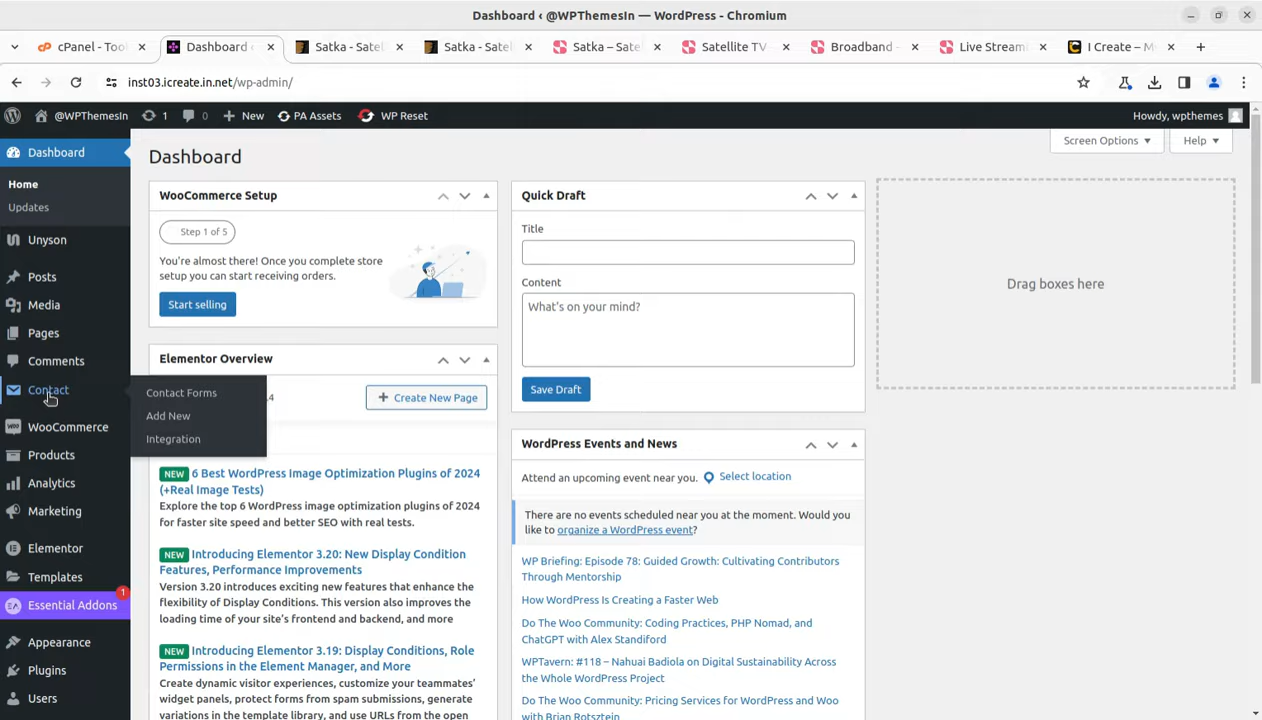 Dashboard ‹ @WPThemesIn — WordPress - Chromium
cPanel - Too
Dashboard ‹
Satka - Satel
Satka - Satel
Satka – Sate
Satellite TV -
Broadband -
Live Stream
I Create – M
inst03.icreate.in.net/wp-admin/
@WPThemesIn
1
0
New
PA Assets
WP Reset
Howdy, wpthemes
Dashboard
Home
Updates
Unyson
Posts
Media
Pages
Comments
Contact
Contact Forms
Add New
Integration
WooCommerce
Products
Analytics
Marketing
Elementor
Templates
Essential Addons
1
Appearance
Plugins
Users
Dashboard
Screen Options
Help
WooCommerce Setup
Step 1 of 5
You're almost there! Once you complete store
setup you can start receiving orders.
Start selling
Elementor Overview
.4
Create New Page
NEW 6 Best WordPress Image Optimization Plugins of 2024
(+Real Image Tests)
Explore the top 6 WordPress image optimization plugins of 2024
for faster site speed and better SEO with real tests.
NEW Introducing Elementor 3.20: New Display Condition
Features, Performance Improvements
Version 3.20 introduces exciting new features that enhance the
flexibility of Display Conditions. This version also improves the
loading time of your site's frontend and backend, and more
NEW Introducing Elementor 3.19: Display Conditions, Role
Permissions in the Element Manager, and More
Create dynamic visitor experiences, customize your teammates'
widget panels, protect forms from spam submissions, generate
variations in the template library, and use URLs from the open
Quick Draft
Title
Content
What's on your mind?
Save Draft
WordPress Events and News
Attend an upcoming event near you.
Select location
There are no events scheduled near you at the moment. Would you
like to organize a WordPress event?
WP Briefing: Episode 78: Guided Growth: Cultivating Contributors
Through Mentorship
How WordPress Is Creating a Faster Web
Do The Woo Community: Coding Practices, PHP Nomad, and
ChatGPT with Alex Standiford
WPTavern: #118 – Nahuai Badiola on Digital Sustainability Across
the Whole WordPress Project
Do The Woo Community: Pricing Services for WordPress and Woo
with Brian Rotsztein
Drag boxes here